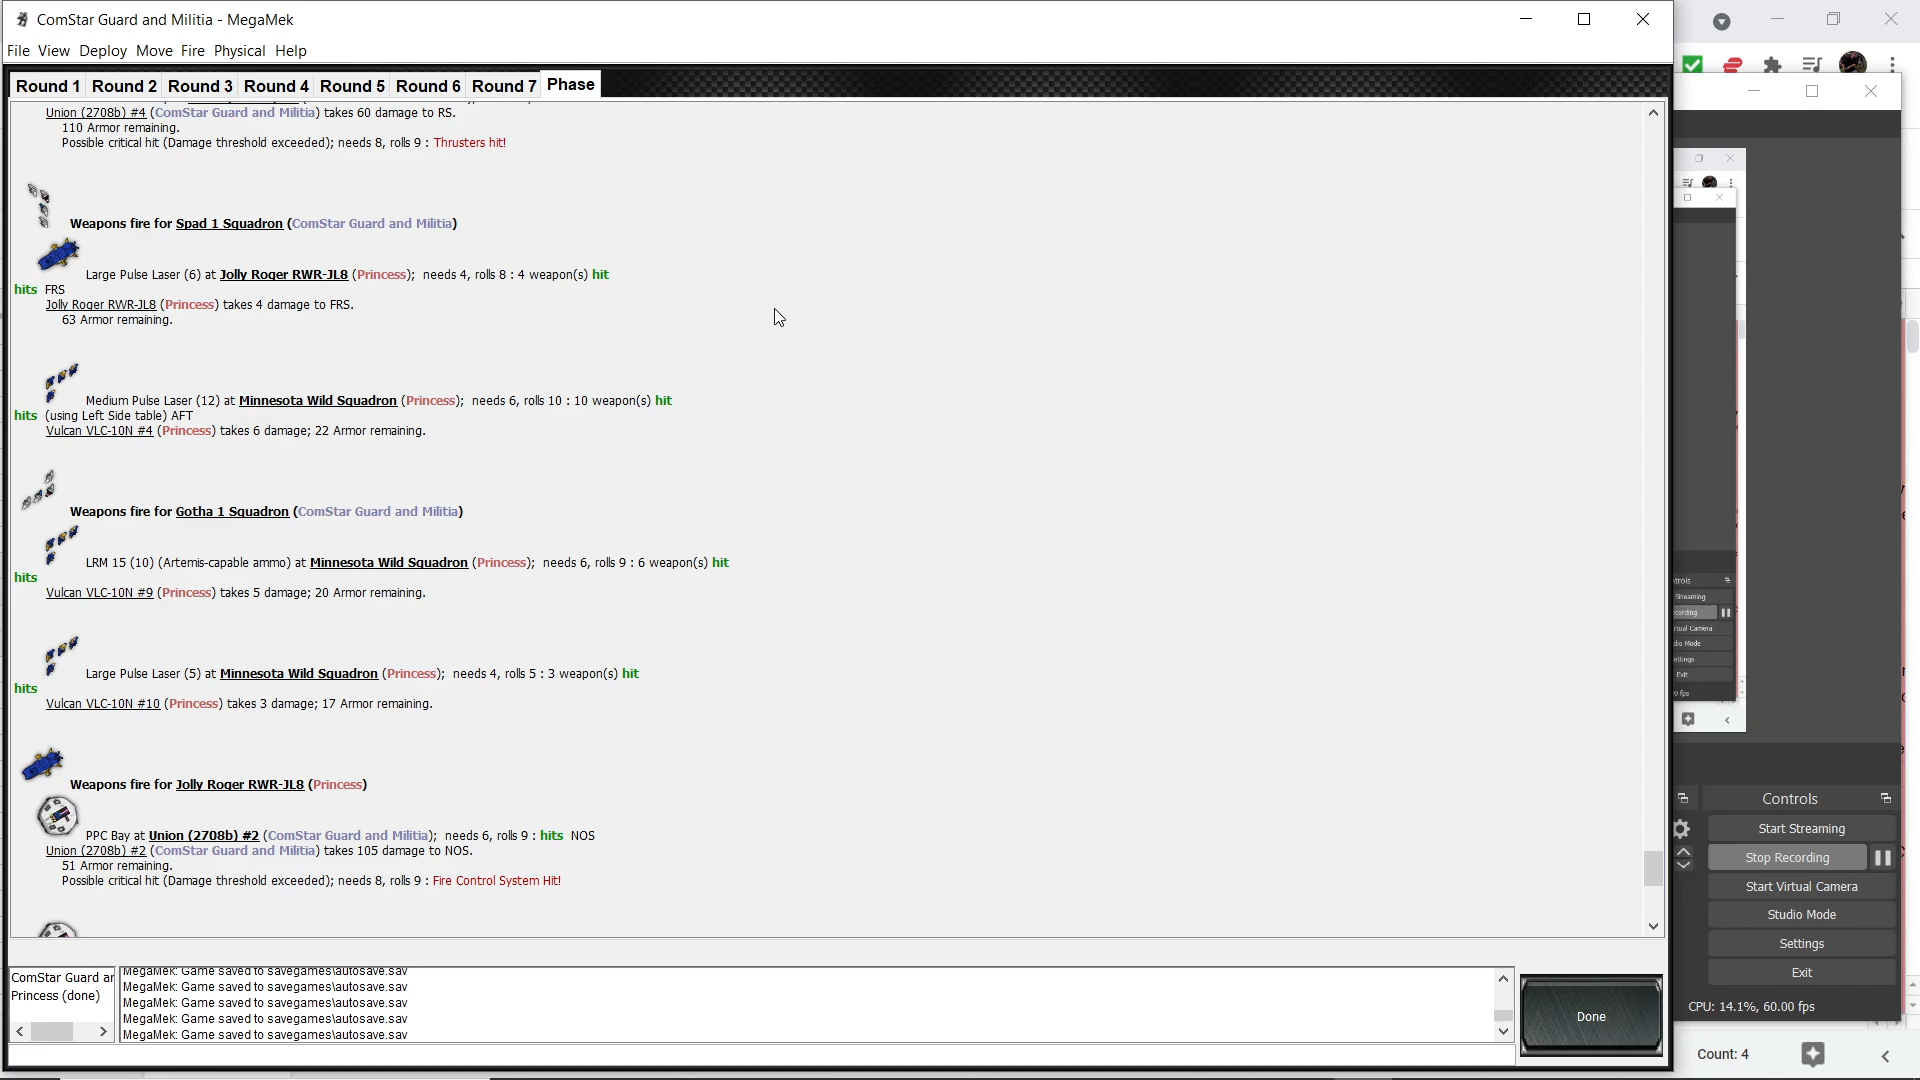 ComStar Guard and Militia - MegaMek
File View Deploy Move Fire Physical Help
Round 1 Round 2 Round 3 Round 4 Round 5 Round 6 Round 7 Phase
Union (2708b) #4 (ComStar Guard and Militia) takes 60 damage to RS.
110 Armor remaining.
Possible critical hit (Damage threshold exceeded); needs 8, rolls 9 : Thrusters hit!
Weapons fire for Spad 1 Squadron (ComStar Guard and Militia)
Large Pulse Laser (6) at Jolly Roger RWR-JL8 (Princess); needs 4, rolls 8 : 4 weapon(s) hit
hits FRS
Jolly Roger RWR-JL8 (Princess) takes 4 damage to FRS.
63 Armor remaining.
Medium Pulse Laser (12) at Minnesota Wild Squadron (Princess); needs 6, rolls 10 : 10 weapon(s) hit
hits (using Left Side table) AFT
Vulcan VLC-10N #4 (Princess) takes 6 damage; 22 Armor remaining.
Weapons fire for Gotha 1 Squadron (ComStar Guard and Militia)
LRM 15 (10) (Artemis-capable ammo) at Minnesota Wild Squadron (Princess); needs 6, rolls 9 : 6 weapon(s) hit
hits
Vulcan VLC-10N #9 (Princess) takes 5 damage; 20 Armor remaining.
Large Pulse Laser (5) at Minnesota Wild Squadron (Princess); needs 4, rolls 5 : 3 weapon(s) hit
hits
Vulcan VLC-10N #10 (Princess) takes 3 damage; 17 Armor remaining.
Weapons fire for Jolly Roger RWR-JL8 (Princess)
PPC Bay at Union (2708b) #2 (ComStar Guard and Militia); needs 6, rolls 9 : hits NOS
Union (2708b) #2 (ComStar Guard and Militia) takes 105 damage to NOS.
51 Armor remaining.
Possible critical hit (Damage threshold exceeded); needs 8, rolls 9 : Fire Control System Hit!
ComStar Guard ar
Princess (done)
MegaMek: Game saved to savegames\autosave.sav
MegaMek: Game saved to savegames\autosave.sav
MegaMek: Game saved to savegames\autosave.sav
MegaMek: Game saved to savegames\autosave.sav
MegaMek: Game saved to savegames\autosave.sav
Done
trols
Streaming
cording
rtual Camera
dio Mode
ettings
Exit
0 fps
Controls
Start Streaming
Stop Recording
Start Virtual Camera
Studio Mode
Settings
Exit
CPU: 14.1%, 60.00 fps
Count: 4